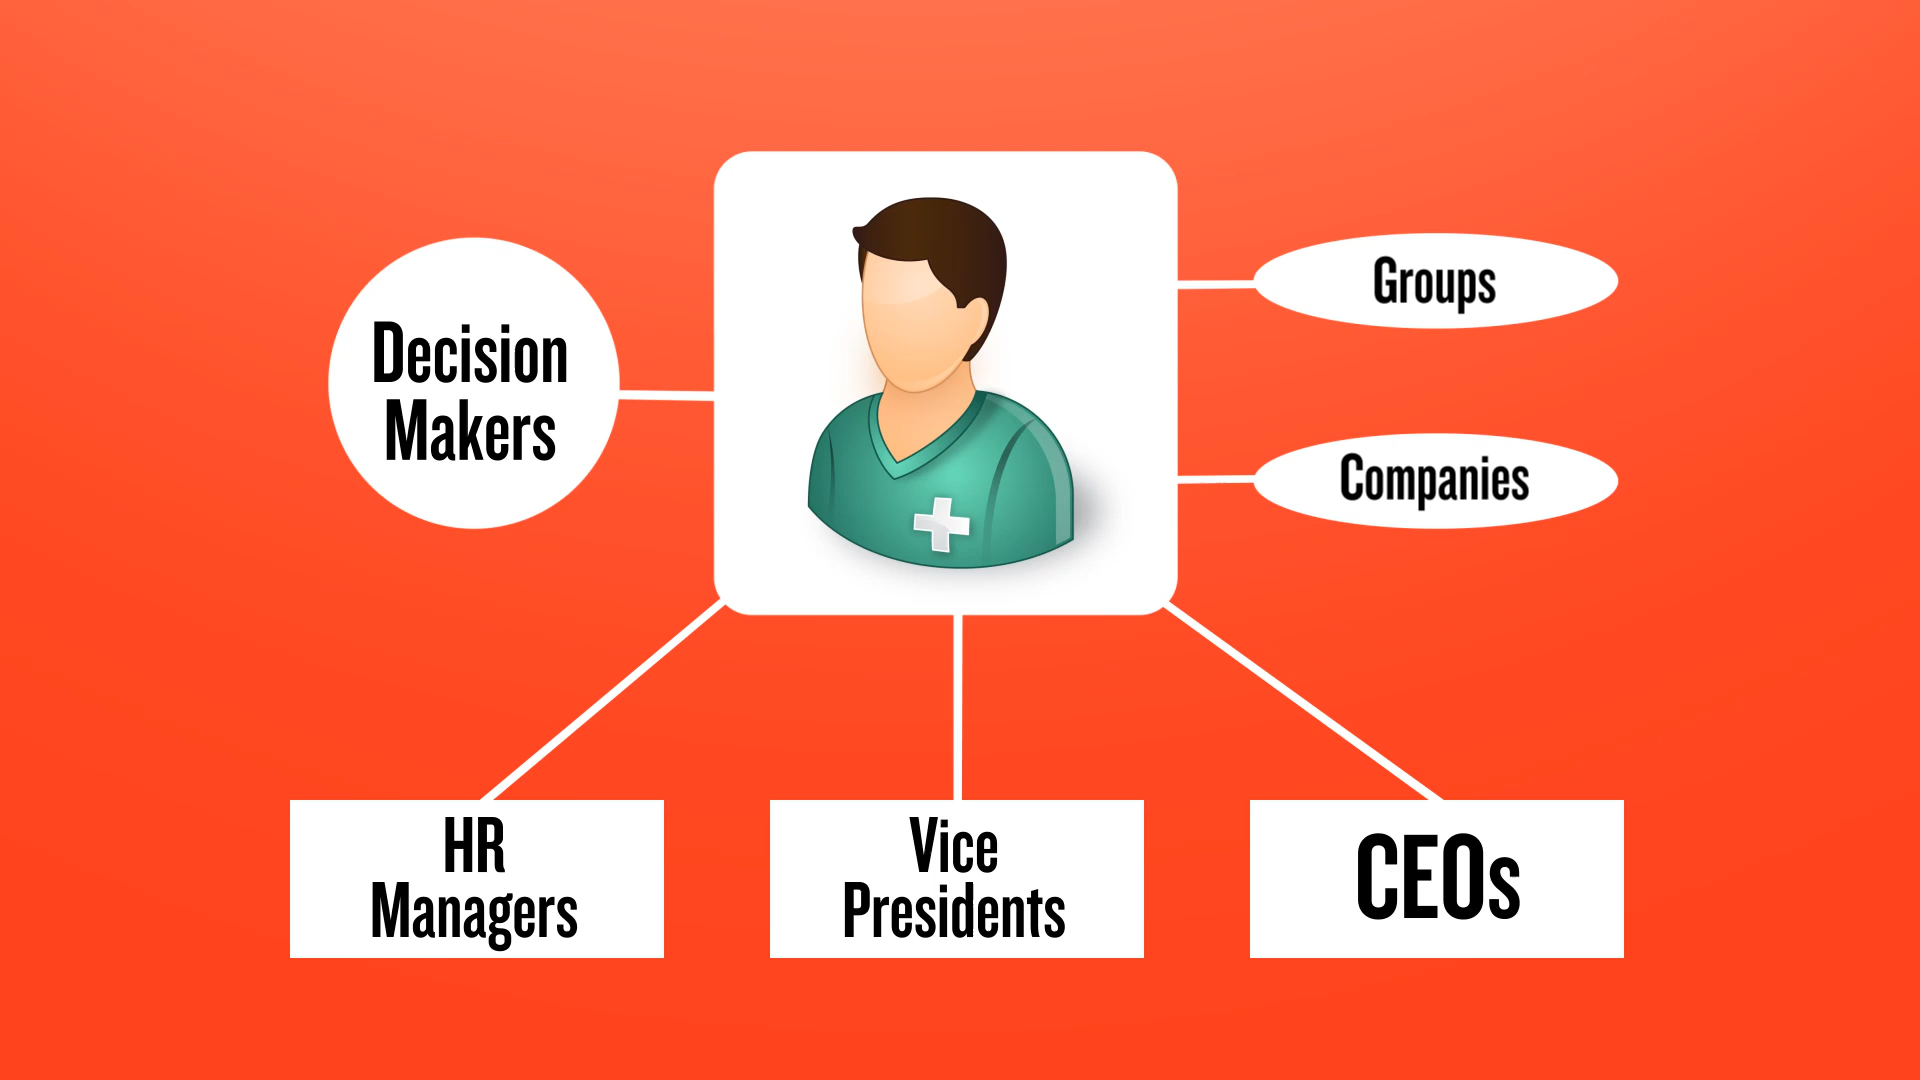 Decision
Makers
Groups
Companies
HR
Managers
Vice
Presidents
CEOs